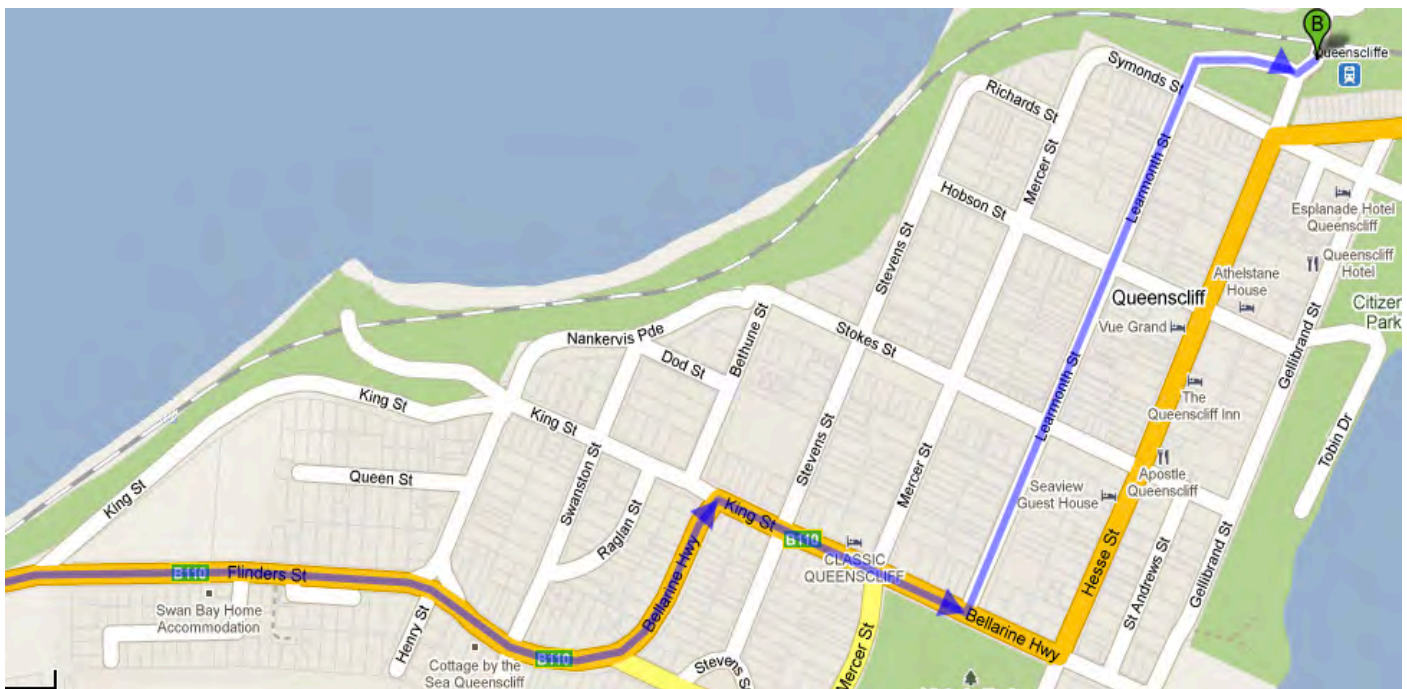 B
Queenscliffe
Symonds St
Richards St
Mercer St
Learmonth St
Hobson St
Esplanade Hotel
Queenscliff
Stevens St
Queenscliff
Hotel
Athelstane
House
Queenscliff
Citizen
Park
Vue Grand
Gellibrand St
Nankervis Pde
Bethune St
Stokes St
Dod St
The
Queenscliff Inn
King St
King St
Learmonth St
Tobin Dr
Queen St
Swanston St
Stevens St
Mercer St
Apostle
Queenscliff
Seaview
Guest House
King St
Raglan St
King St
B110
CLASSIC
QUEENSCLIFF
Hesse St
St Andrews St
Gellibrand St
B110
Flinders St
Bellarine Hwy
Swan Bay Home
Accommodation
Henry St
Bellarine Hwy
Cottage by the
Sea Queenscliff
B110
Stevens S
Mercer St